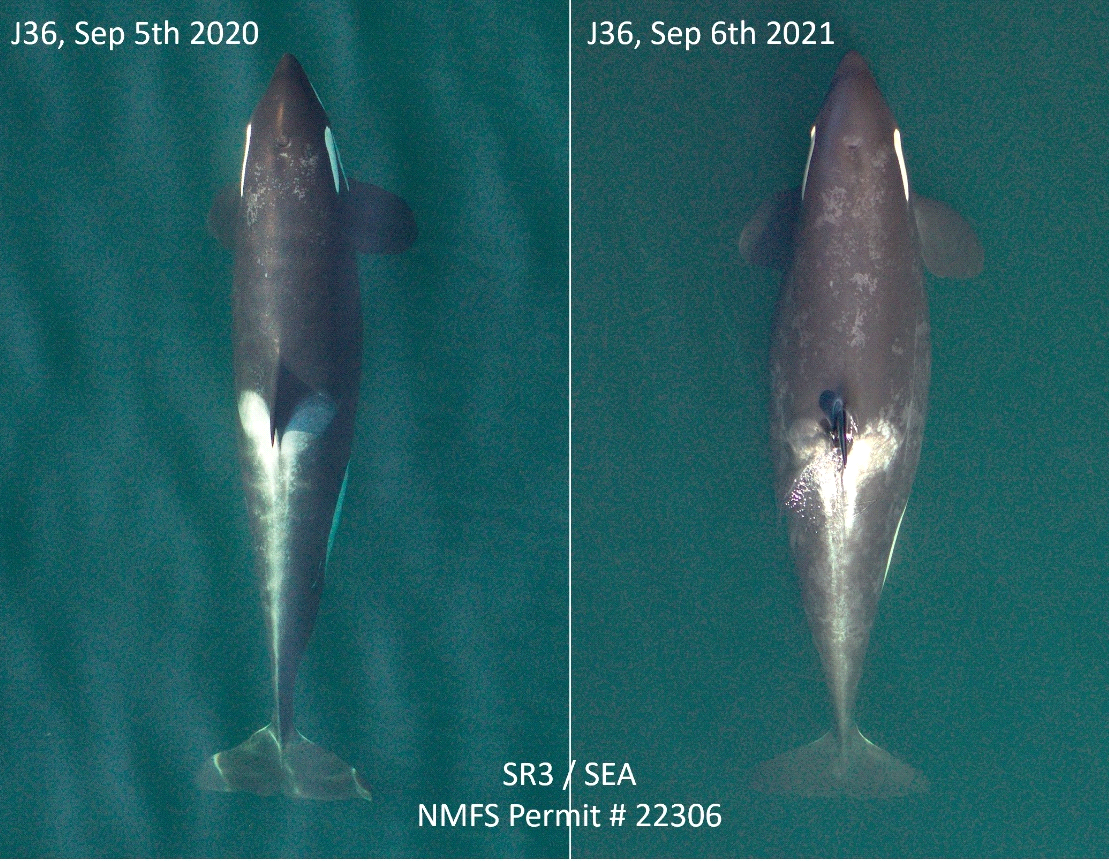 J36, Sep 5th 2020
J36, Sep 6th 2021
SR3 / SEA
NMFS Permit # 22306